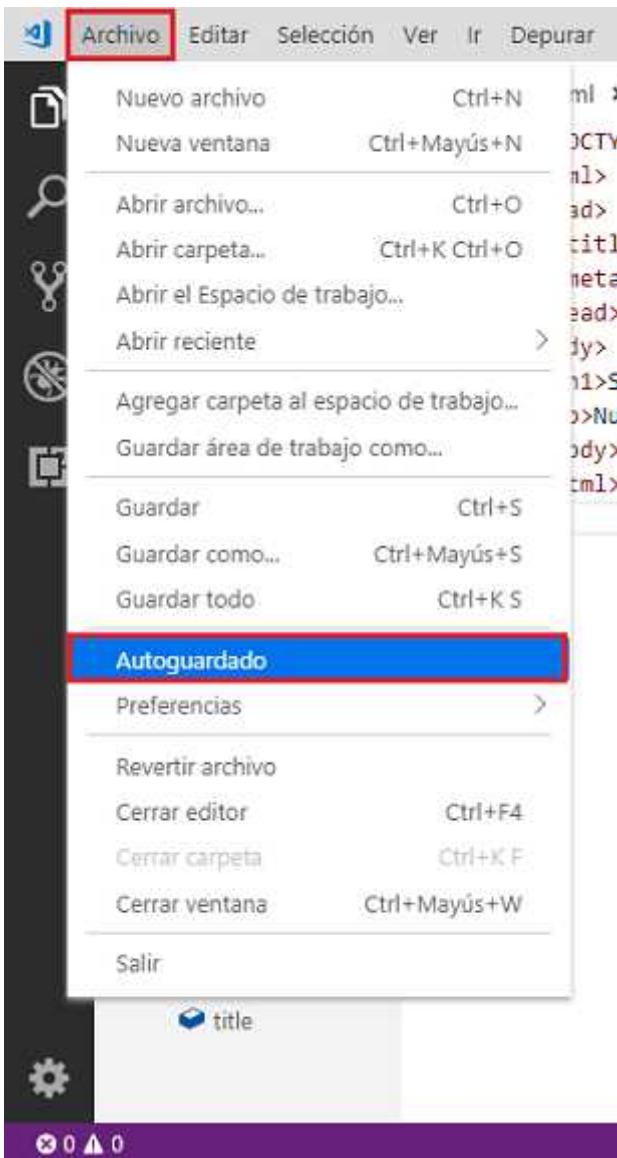 Archivo Editar Selección Ver Ir Depurar
Nuevo archivo Ctrl+N
Nueva ventana Ctrl+Mayús+N
Abrir archivo... Ctrl+O
Abrir carpeta... Ctrl+K Ctrl+O
Abrir el Espacio de trabajo...
Abrir reciente
Agregar carpeta al espacio de trabajo...
Guardar área de trabajo como...
Guardar Ctrl+S
Guardar como... Ctrl+Mayús+S
Guardar todo Ctrl+K S
Autoguardado
Preferencias
Revertir archivo
Cerrar editor Ctrl+F4
Cerrar carpeta Ctrl+K F
Cerrar ventana Ctrl+Mayús+W
Salir
title
0 0